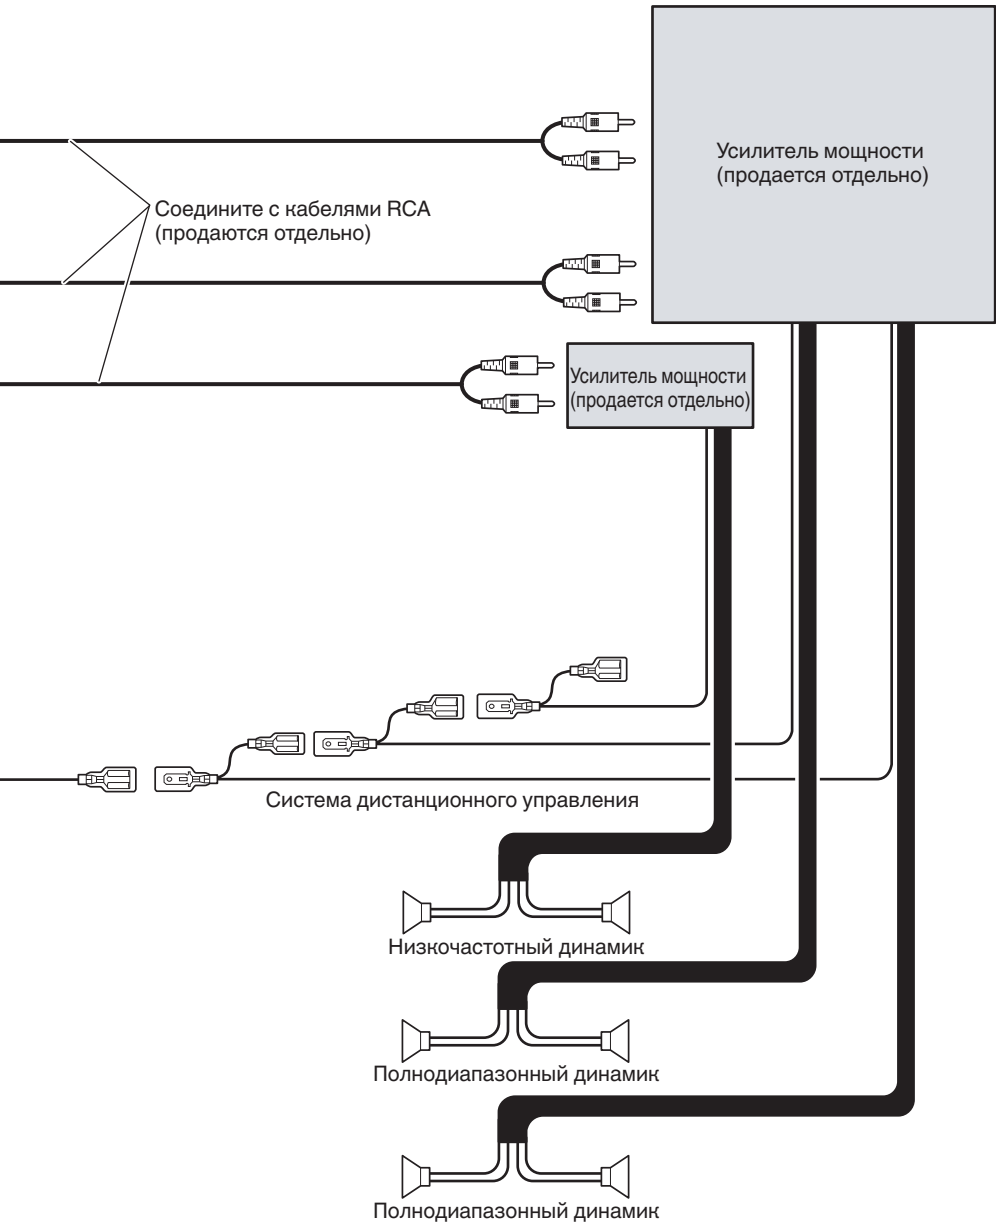 Усилитель мощности
(продается отдельно)
Соедините с кабелями RCA
(продаются отдельно)
Усилитель мощности
(продается отдельно)
Система дистанционного управления
Низкочастотный динамик
Полнодиапазонный динамик
Полнодиапазонный динамик